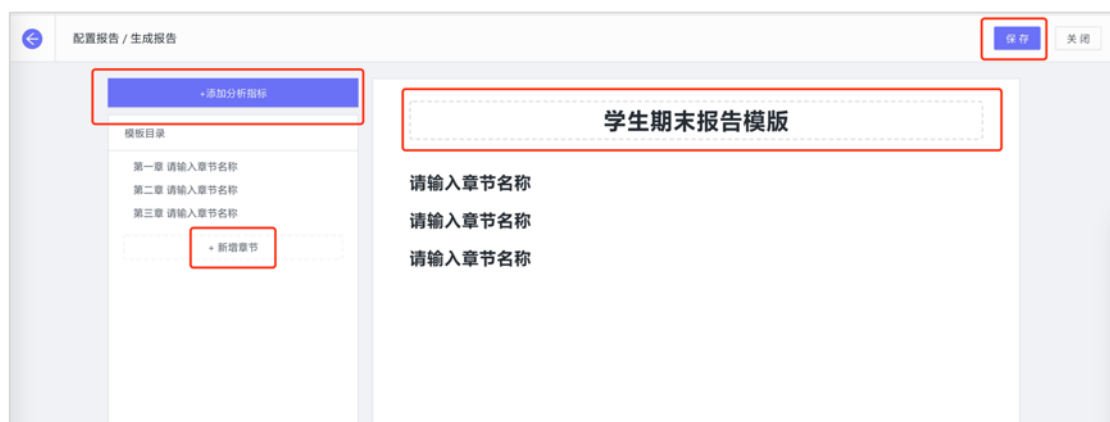 配置报告 / 生成报告
保存
关闭
+添加分析指标
模板目录
第一章 请输入章节名称
第二章 请输入章节名称
第三章 请输入章节名称
+ 新增章节
学生期末报告模版
请输入章节名称
请输入章节名称
请输入章节名称